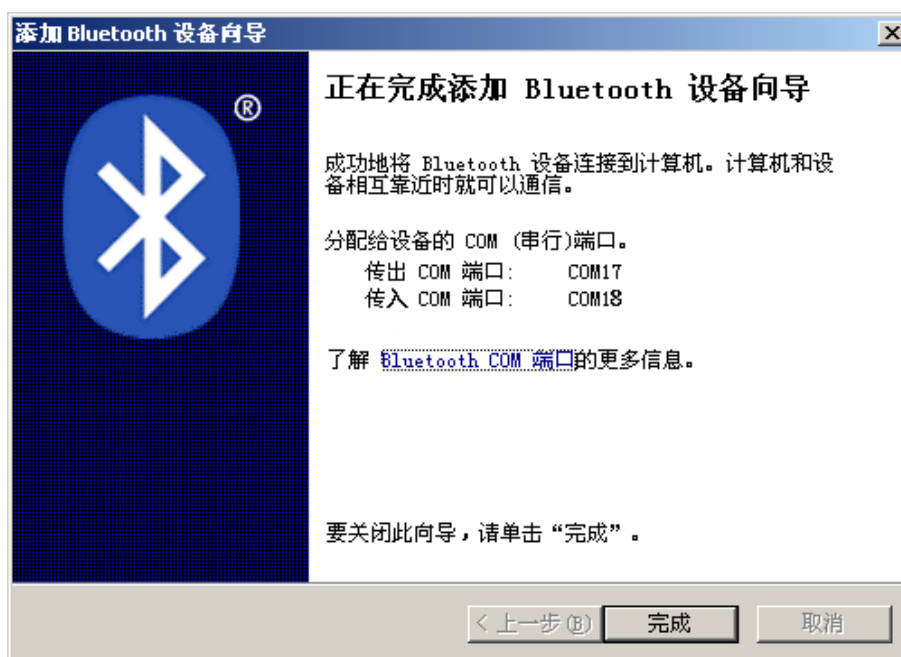 添加 Bluetooth 设备向导
®
正在完成添加 Bluetooth 设备向导
成功地将 Bluetooth 设备连接到计算机。计算机和设
备相互靠近时就可以通信。
分配给设备的 COM (串行)端口。
传出 COM 端口: COM17
传入 COM 端口: COM18
了解 Bluetooth COM 端口的更多信息。
要关闭此向导，请单击“完成”。
< 上一步(B) 完成 取消